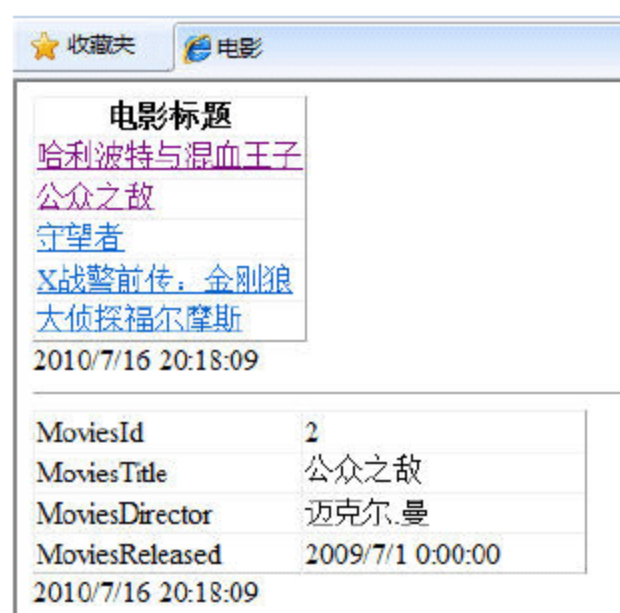 收藏夹 电影
电影标题
哈利波特与混血王子
公众之敌
守望者
X战警前传：金刚狼
大侦探福尔摩斯
2010/7/16 20:18:09
MoviesId 2
MoviesTitle 公众之敌
MoviesDirector 迈克尔.曼
MoviesReleased 2009/7/1 0:00:00
2010/7/16 20:18:09